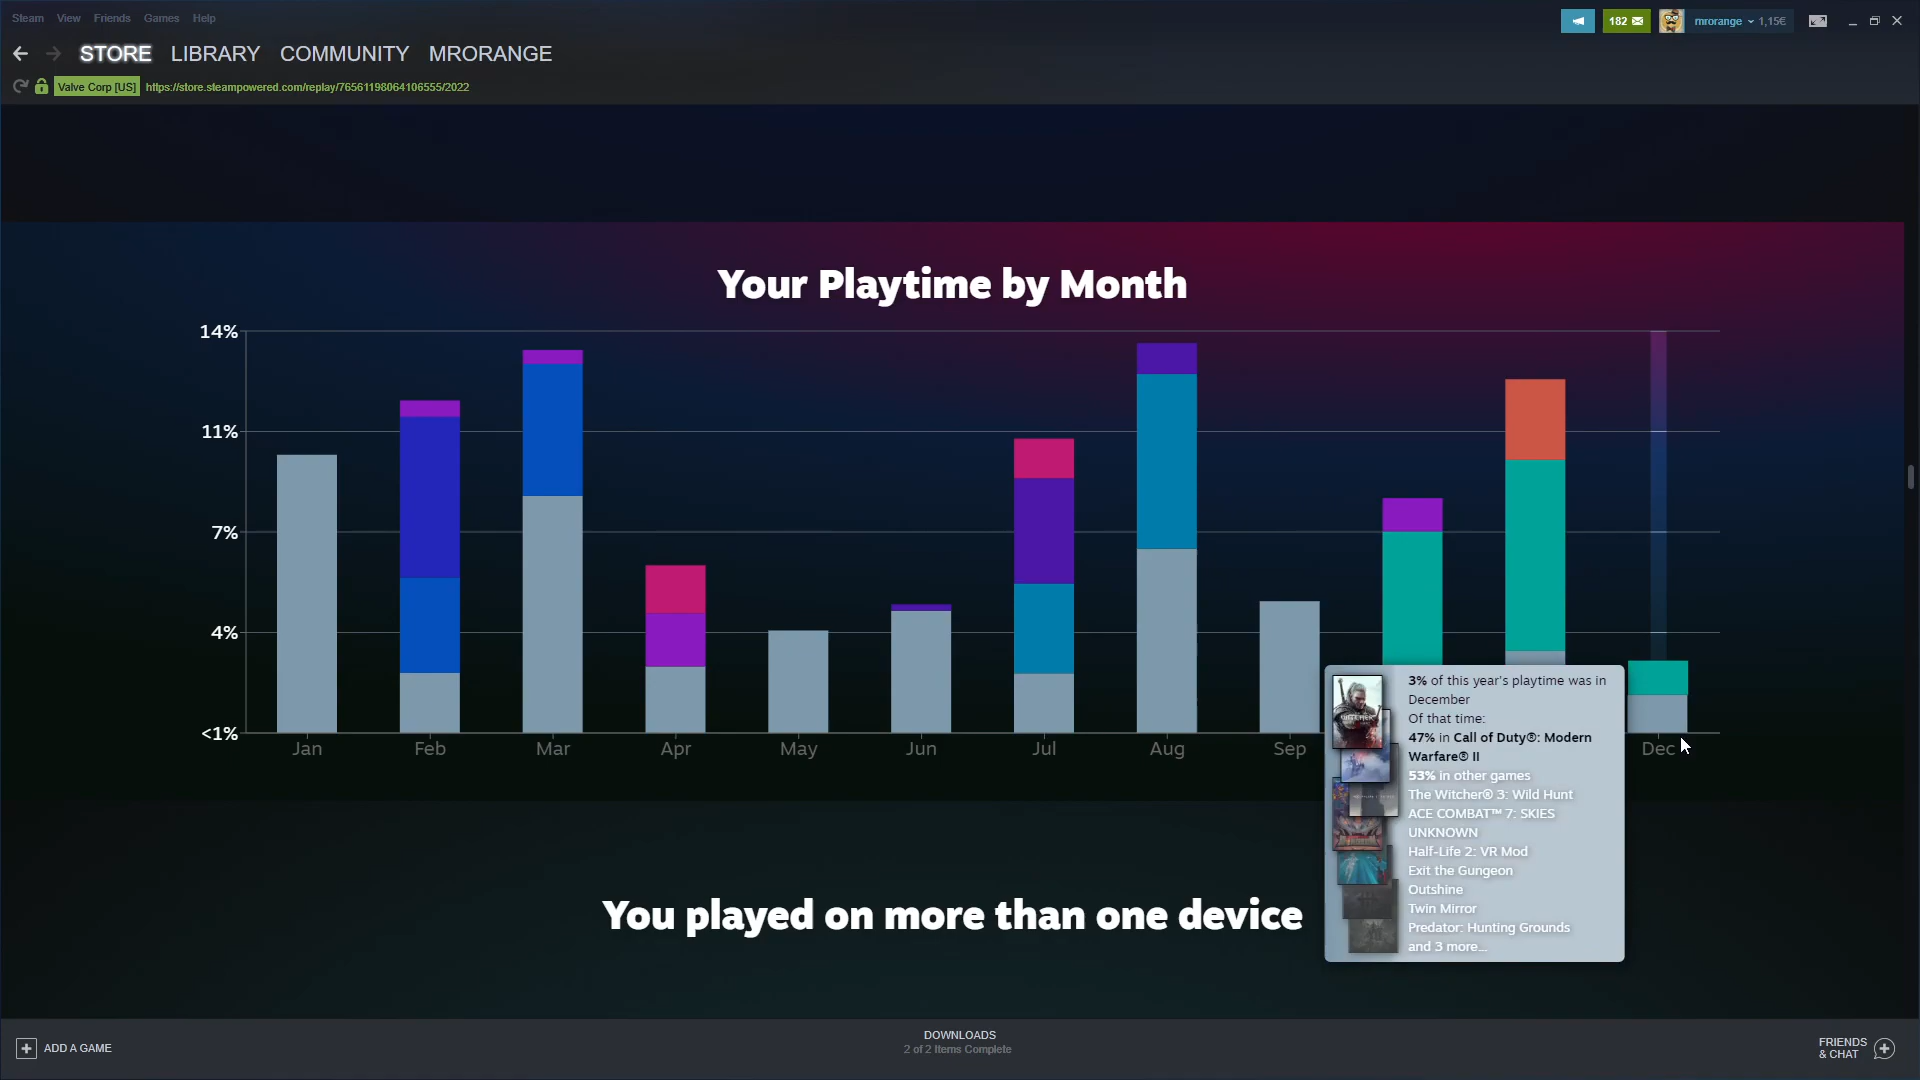 Steam View Friends Games Help
182 mrorange 1,15€
STORE LIBRARY COMMUNITY MRORANGE
Valve Corp [US] https://store.steampowered.com/replay/76561198064106555/2022
Your Playtime by Month
14%
11%
7%
4%
<1%
Jan Feb Mar Apr May Jun Jul Aug Sep Dec
3% of this year's playtime was in
December
Of that time:
47% in Call of Duty®: Modern
Warfare® II
53% in other games
The Witcher® 3: Wild Hunt
ACE COMBAT™ 7: SKIES
UNKNOWN
Half-Life 2: VR Mod
Exit the Gungeon
Outshine
Twin Mirror
Predator: Hunting Grounds
and 3 more...
You played on more than one device
ADD A GAME
DOWNLOADS
2 of 2 Items Complete
FRIENDS
& CHAT